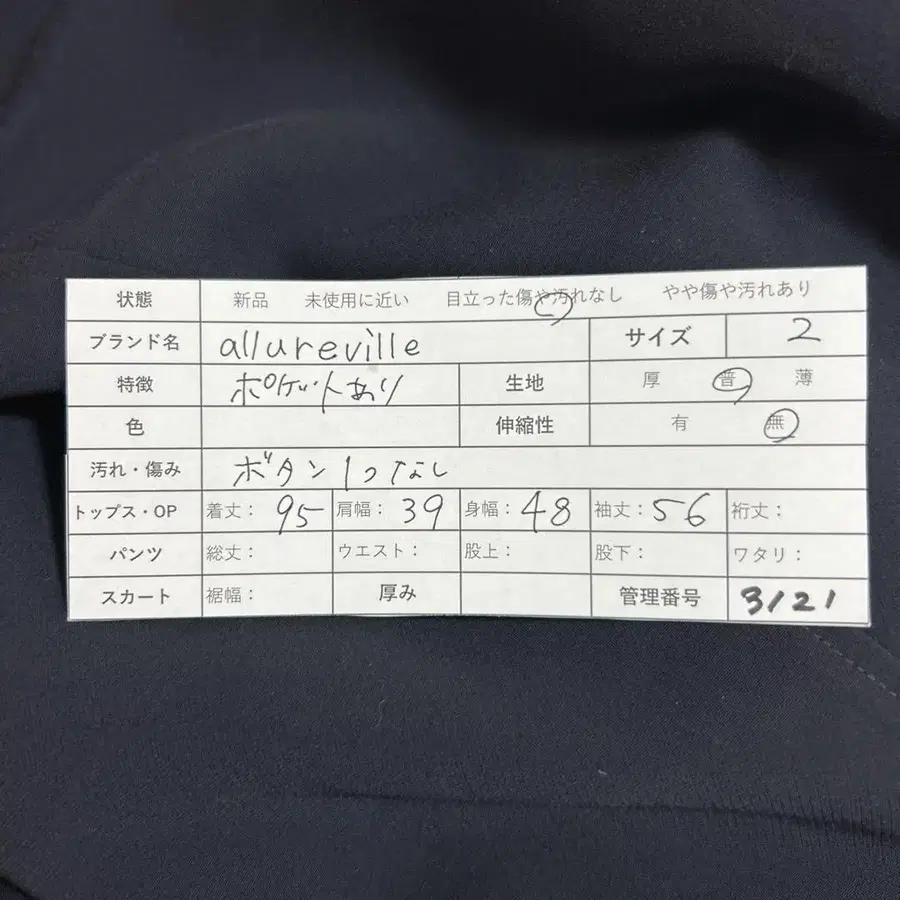 状態 新品 未使用に近い 目立った傷や汚れなし やや傷や汚れあり
ブランド名 allureville サイズ 2
特徴 ポケットあり 生地 厚 普 薄
色 伸縮性 有 無
汚れ・傷み ボタン1つなし
トップス・OP 着丈: 95 肩幅: 39 身幅: 48 袖丈: 56 裄丈:
パンツ 総丈: ウエスト: 股上: 股下: ワタリ:
スカート 裾幅: 厚み 管理番号 3121